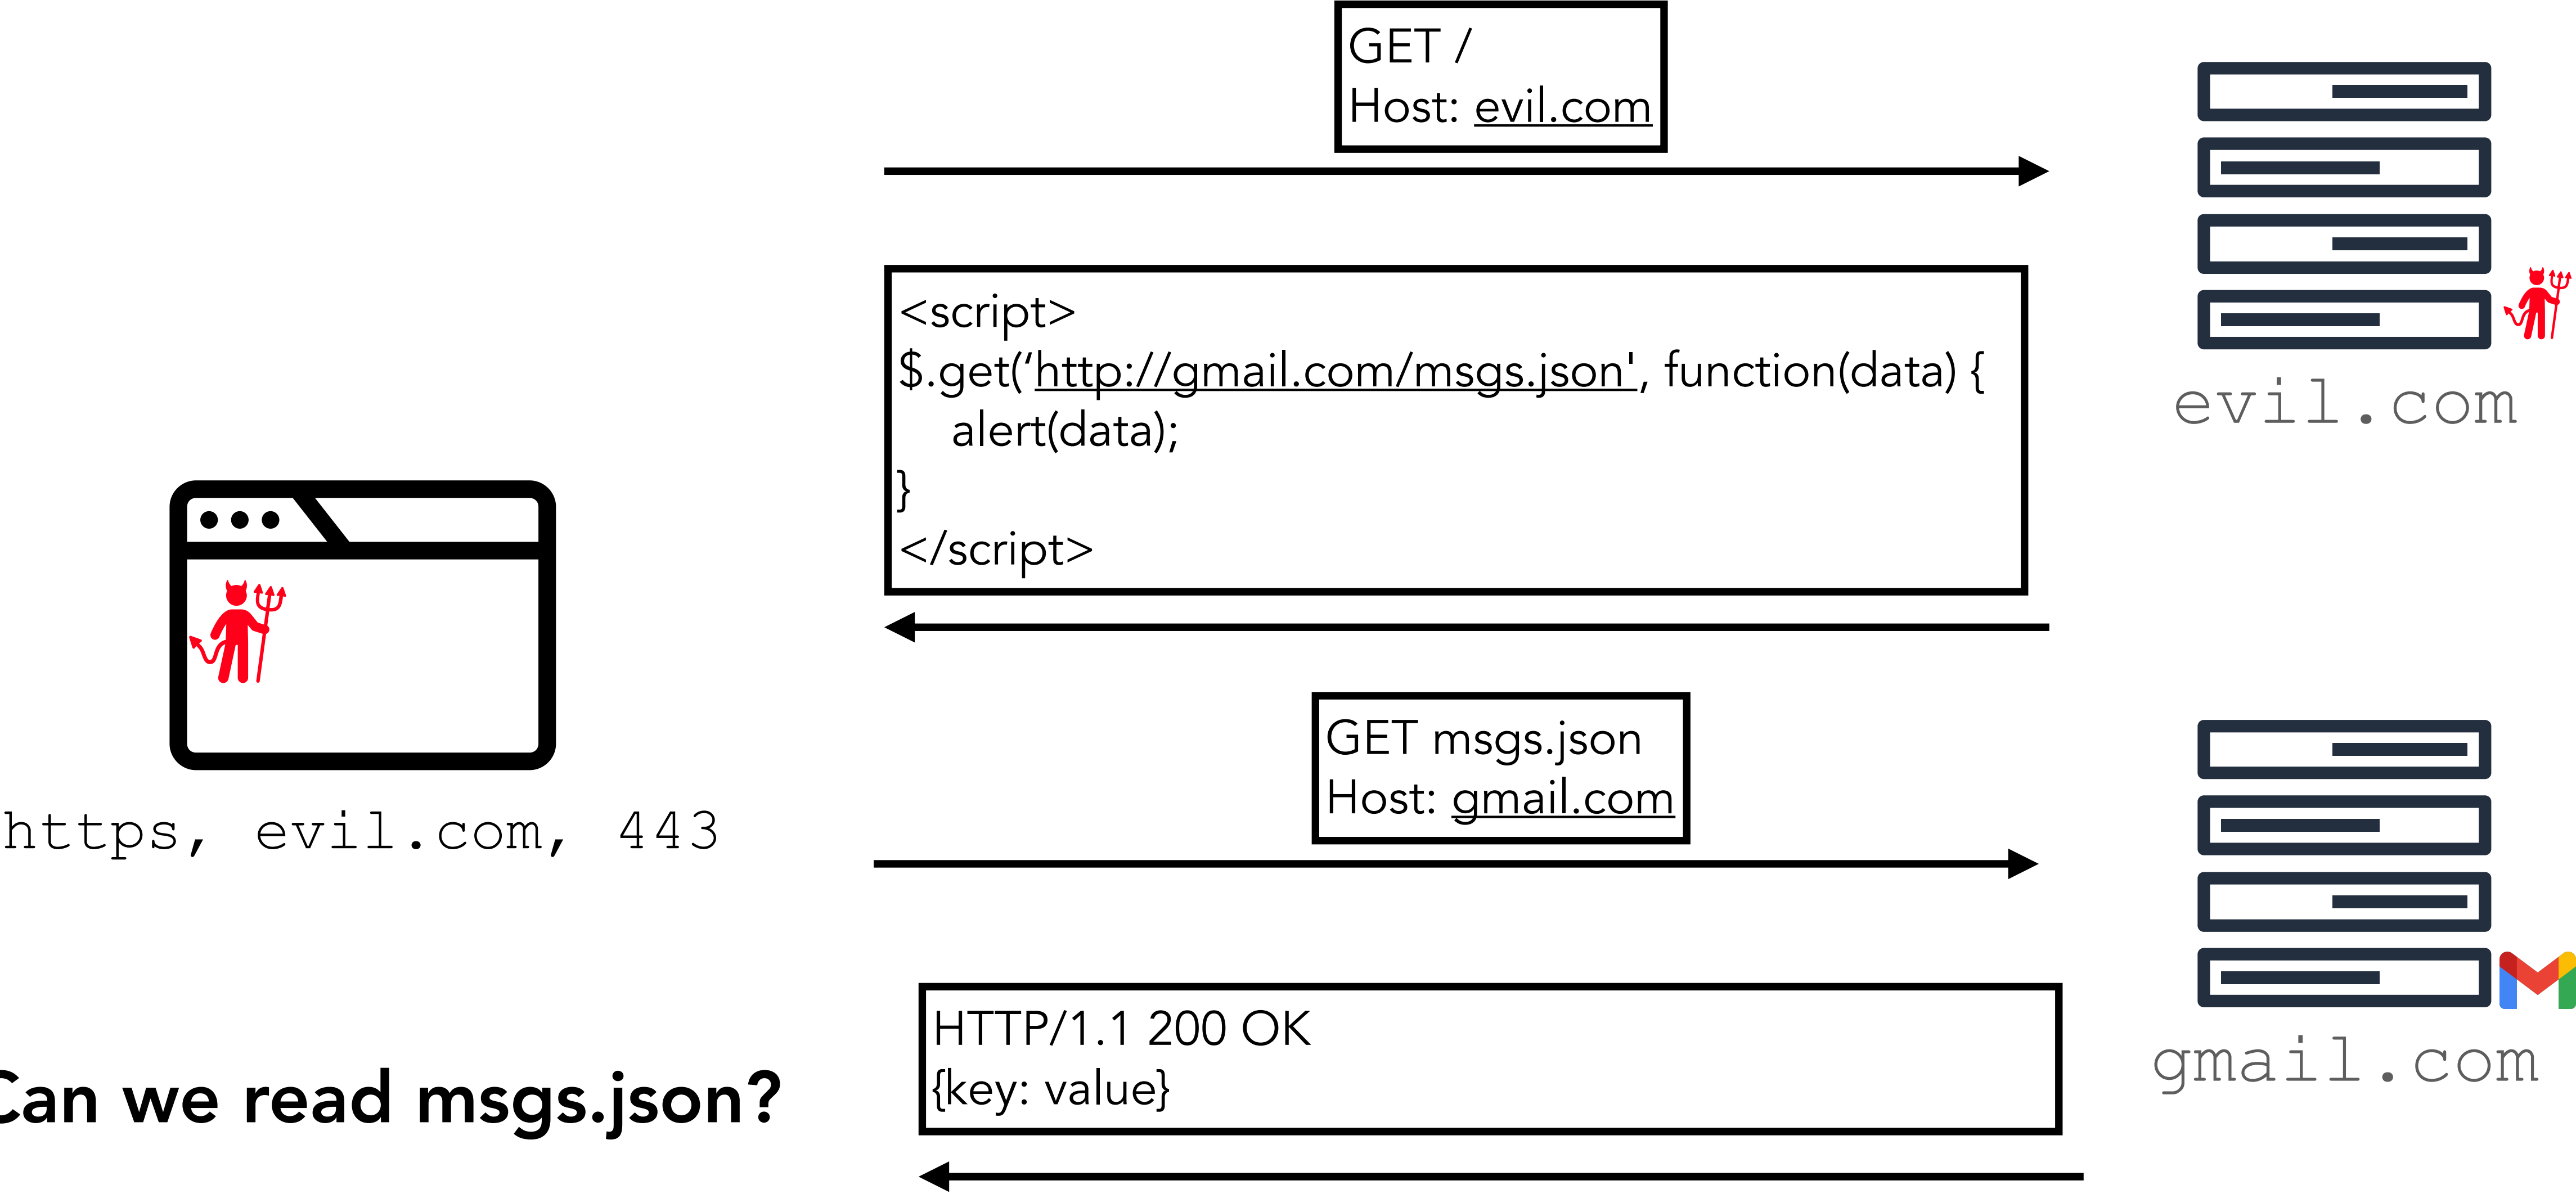 GET /
Host: evil.com
<script>
$.get(‘http://gmail.com/msgs.json', function(data) {
alert(data);
}
</script>
evil.com
https, evil.com, 443
GET msgs.json
Host: gmail.com
HTTP/1.1 200 OK
{key: value}
gmail.com
Can we read msgs.json?